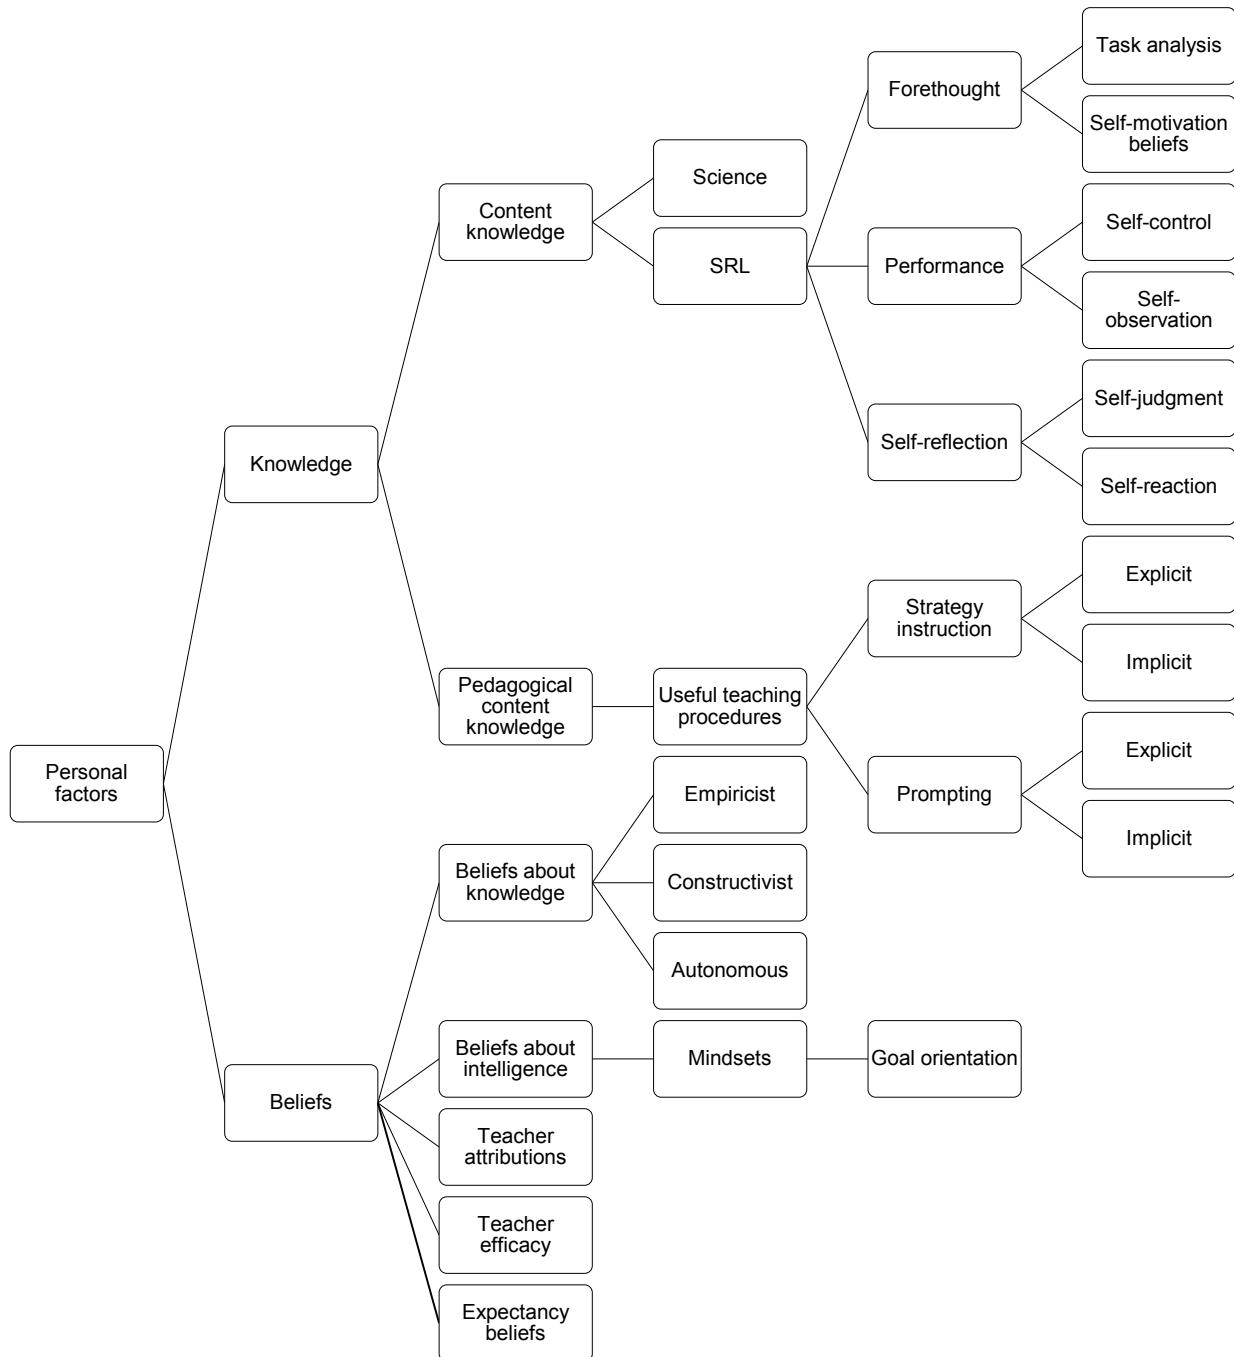 Personal
factors
Knowledge
Content
knowledge
Science
SRL
Forethought
Task analysis
Self-motivation
beliefs
Performance
Self-control
Self-
observation
Self-reflection
Self-judgment
Self-reaction
Pedagogical
content
knowledge
Useful teaching
procedures
Strategy
instruction
Explicit
Implicit
Prompting
Explicit
Implicit
Beliefs
Beliefs about
knowledge
Empiricist
Constructivist
Autonomous
Beliefs about
intelligence
Mindsets
Goal orientation
Teacher
attributions
Teacher
efficacy
Expectancy
beliefs